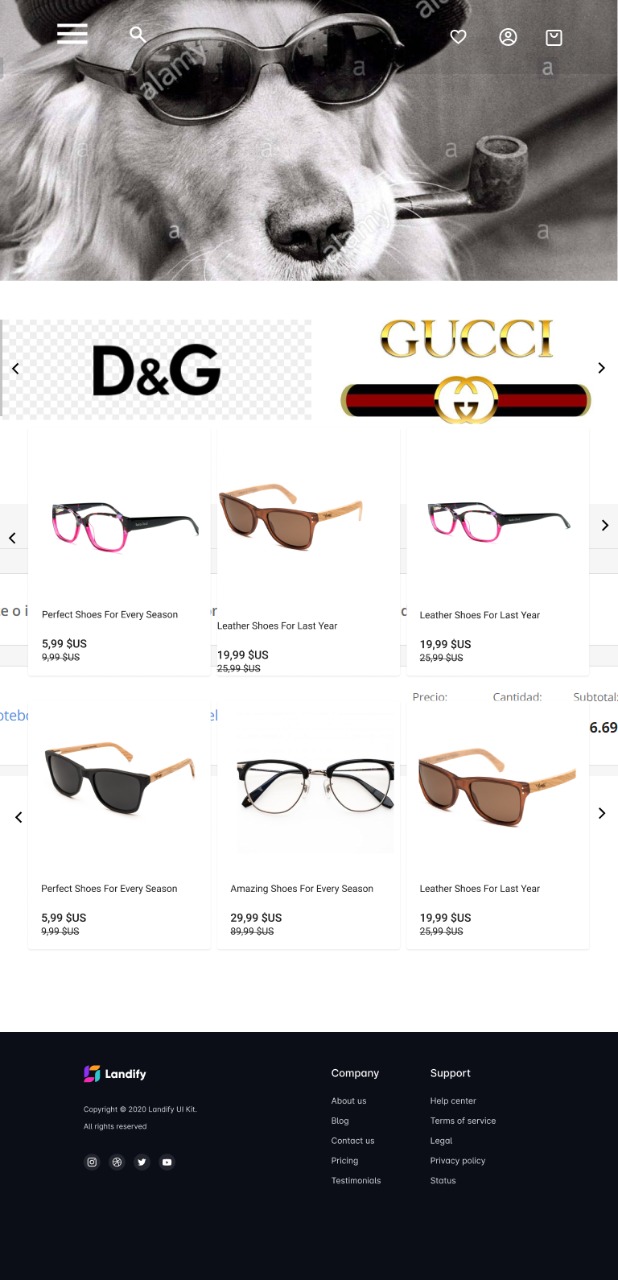 alamy
alamy
a
a
a
a
a
a
a
alamy
D&G
GUCCI
Perfect Shoes For Every Season
5,99 $US
9,99 $US
Leather Shoes For Last Year
19,99 $US
25,99 $US
Leather Shoes For Last Year
19,99 $US
25,99 $US
Precio:
Cantidad:
Subtotal:
6.69
Perfect Shoes For Every Season
5,99 $US
9,99 $US
Amazing Shoes For Every Season
29,99 $US
89,99 $US
Leather Shoes For Last Year
19,99 $US
25,99 $US
Landify
Copyright © 2020 Landify UI Kit.
All rights reserved
Company
About us
Blog
Contact us
Pricing
Testimonials
Support
Help center
Terms of service
Legal
Privacy policy
Status